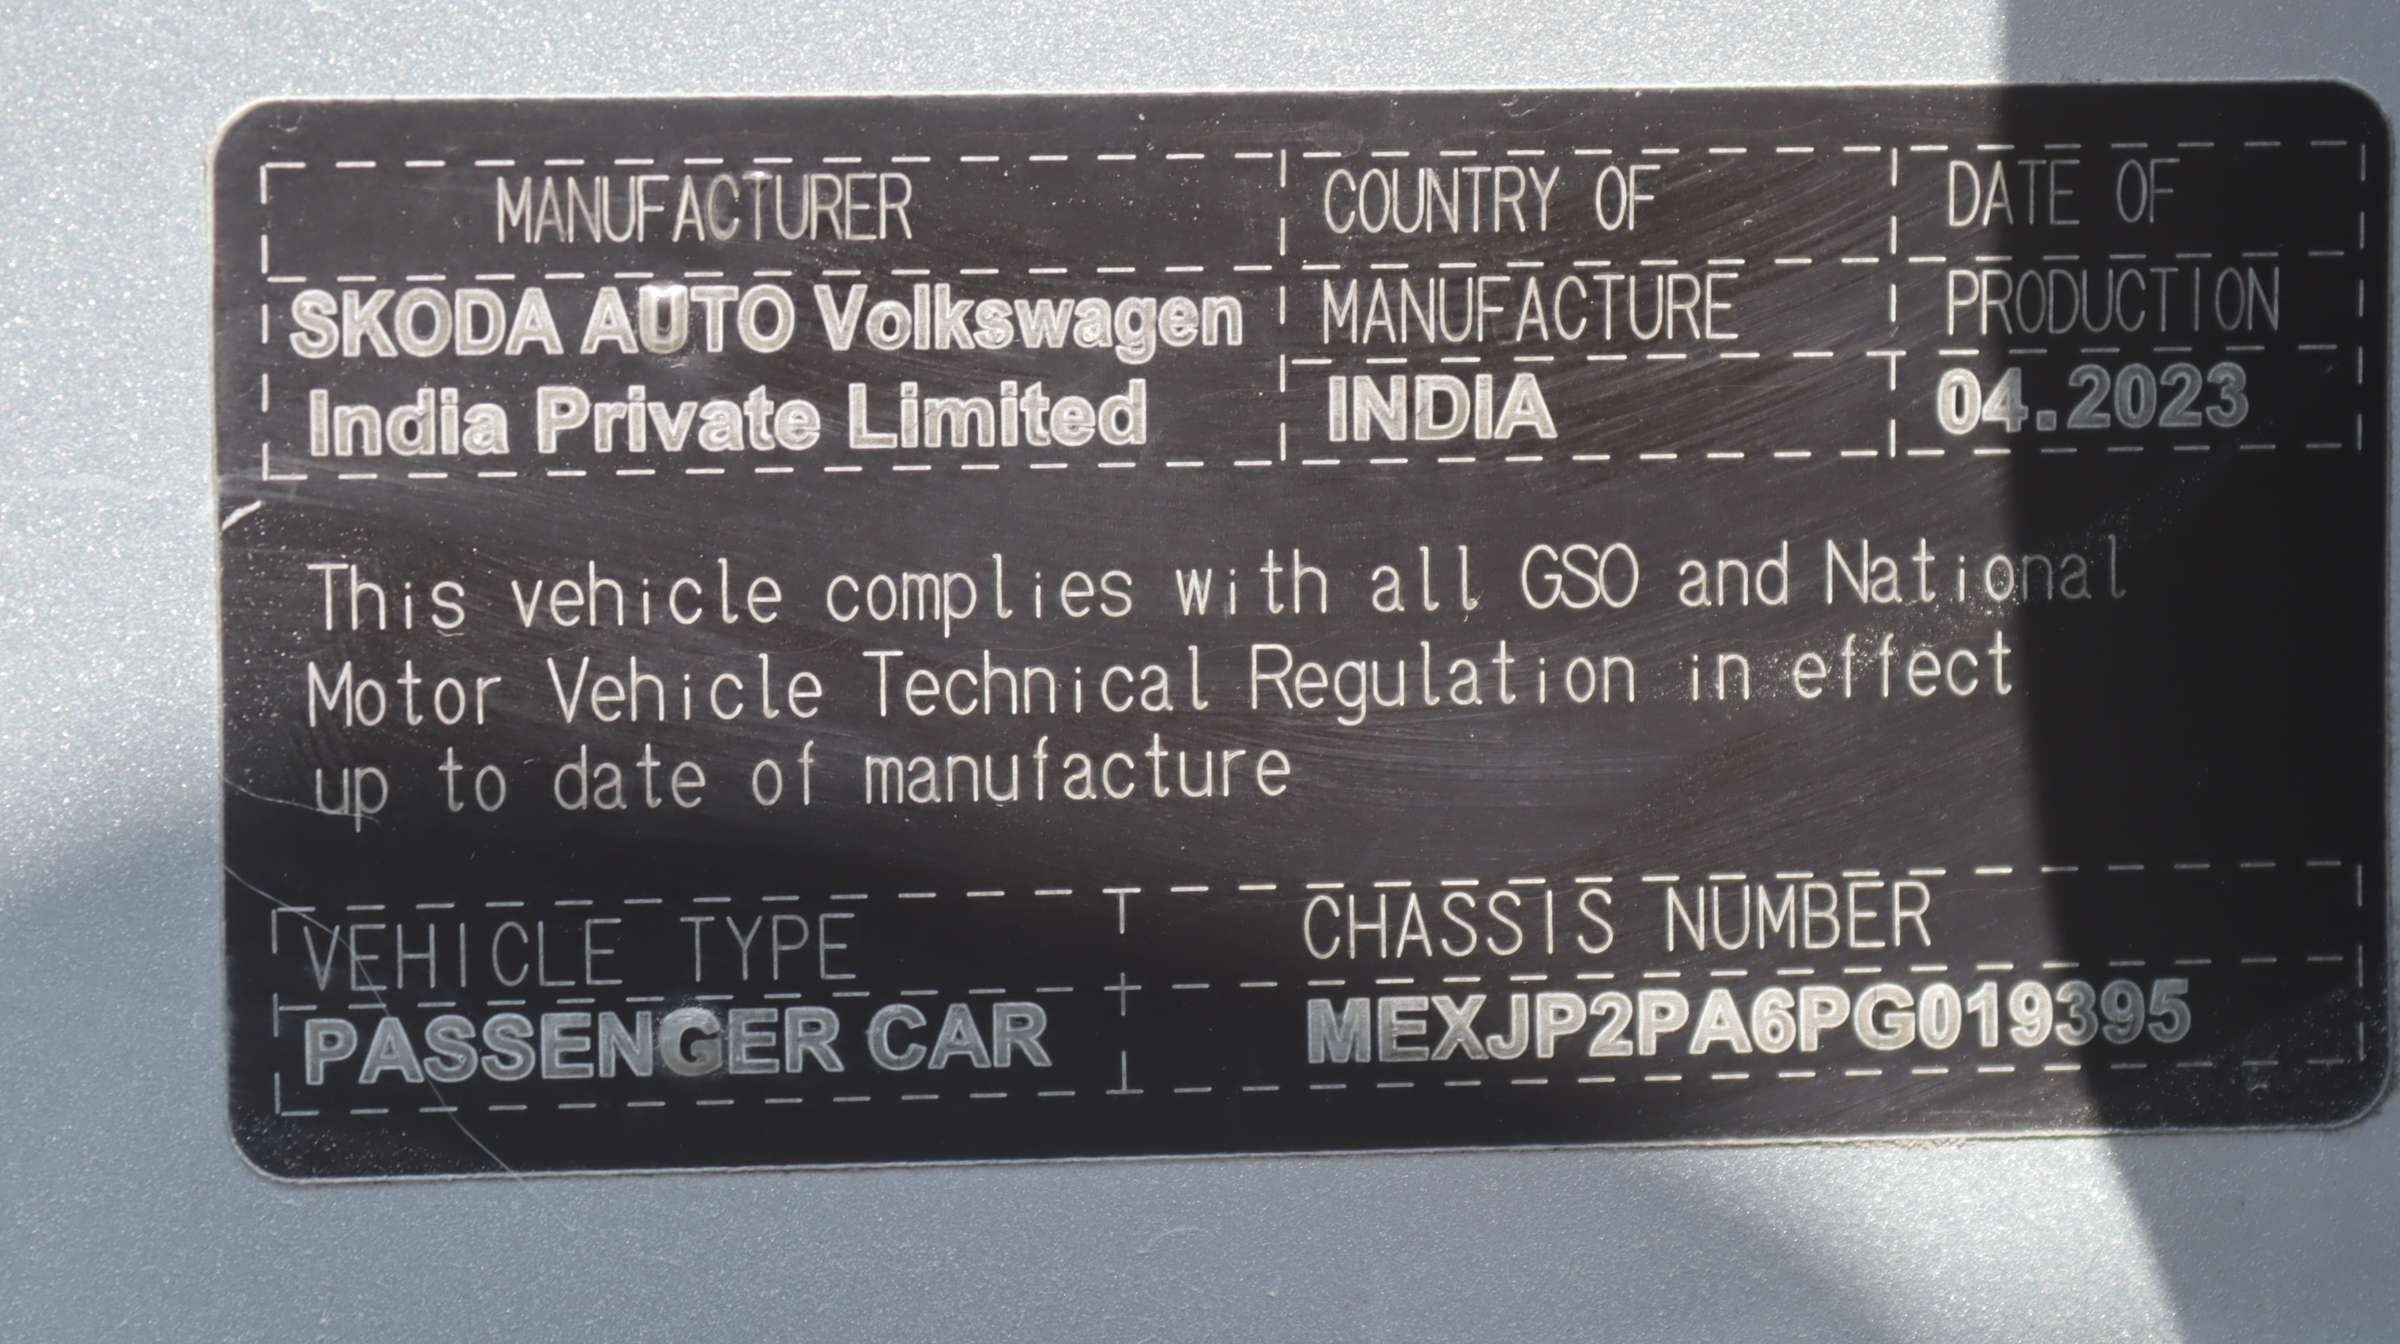 MANUFACTURER
SKODA AUTO Volkswagen
India Private Limited
COUNTRY OF
MANUFACTURE
INDIA
DATE OF
PRODUCTION
04.2023
This vehicle complies with all GSO and National
Motor Vehicle Technical Regulation in effect
up to date of manufacture
VEHICLE TYPE
PASSENGER CAR
CHASSIS NUMBER
MEXJP2PA6PG019395